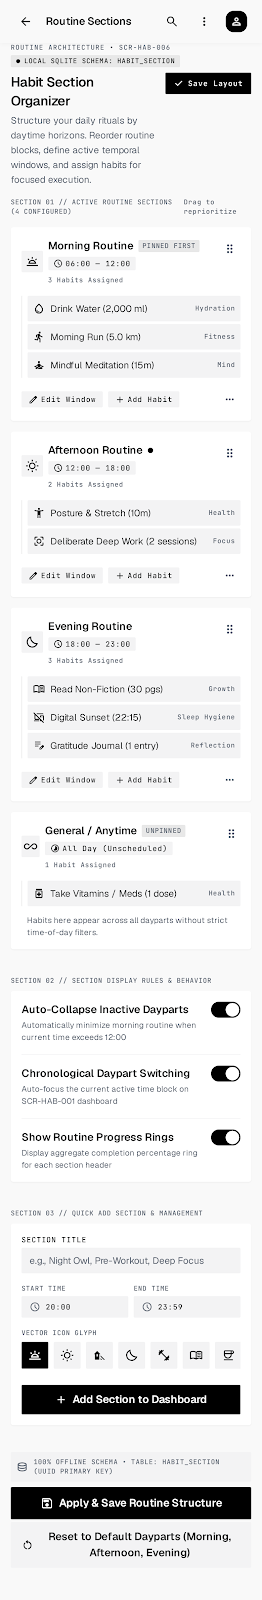 Routine Sections
ROUTINE ARCHITECTURE • SCR-HAB-006
● LOCAL SQLITE SCHEMA: HABIT_SECTION
Habit Section
Organizer
Save Layout
Structure your daily rituals by
daytime horizons. Reorder routine
blocks, define active temporal
windows, and assign habits for
focused execution.
SECTION 01 // ACTIVE ROUTINE SECTIONS
(4 CONFIGURED)
Drag to
reprioritize
Morning Routine PINNED FIRST
06:00 – 12:00
3 Habits Assigned
Drink Water (2,000 ml) Hydration
Morning Run (5.0 km) Fitness
Mindful Meditation (15m) Mind
Edit Window + Add Habit
Afternoon Routine ●
12:00 – 18:00
2 Habits Assigned
Posture & Stretch (10m) Health
Deliberate Deep Work (2 sessions) Focus
Edit Window + Add Habit
Evening Routine
18:00 – 23:00
3 Habits Assigned
Read Non-Fiction (30 pgs) Growth
Digital Sunset (22:15) Sleep Hygiene
Gratitude Journal (1 entry) Reflection
Edit Window + Add Habit
General / Anytime UNPINNED
All Day (Unscheduled)
1 Habit Assigned
Take Vitamins / Meds (1 dose) Health
Habits here appear across all dayparts without strict
time-of-day filters.
SECTION 02 // SECTION DISPLAY RULES & BEHAVIOR
Auto-Collapse Inactive Dayparts
Automatically minimize morning routine when
current time exceeds 12:00
Chronological Daypart Switching
Auto-focus the current active time block on
SCR-HAB-001 dashboard
Show Routine Progress Rings
Display aggregate completion percentage ring
for each section header
SECTION 03 // QUICK ADD SECTION & MANAGEMENT
SECTION TITLE
e.g., Night Owl, Pre-Workout, Deep Focus
START TIME END TIME
20:00 23:59
VECTOR ICON GLYPH
+ Add Section to Dashboard
100% OFFLINE SCHEMA • TABLE: HABIT_SECTION
(UUID PRIMARY KEY)
Apply & Save Routine Structure
Reset to Default Dayparts (Morning,
Afternoon, Evening)